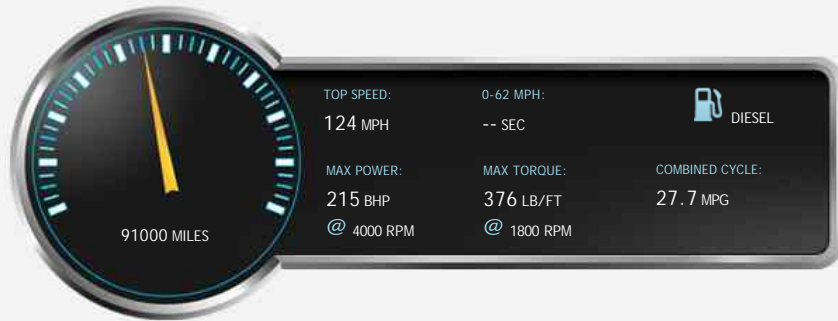 TOP SPEED:
124 MPH
0-62 MPH:
-- SEC
DIESEL
MAX POWER:
215 BHP
@ 4000 RPM
MAX TORQUE:
376 LB/FT
@ 1800 RPM
COMBINED CYCLE:
27.7 MPG
91000 MILES